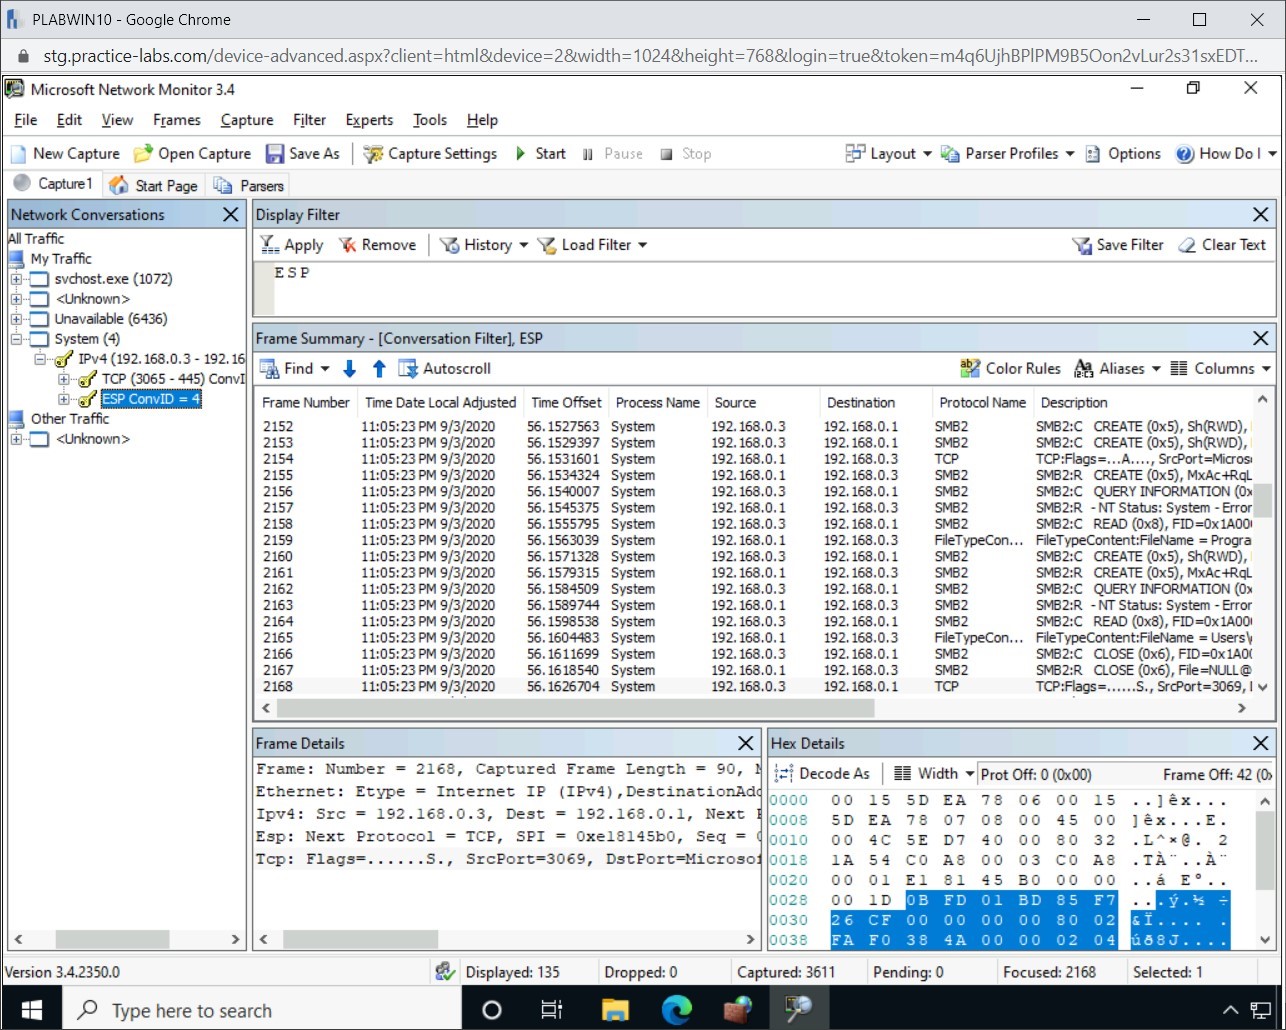 PLABWIN10 - Google Chrome
stg.practice-labs.com/device-advanced.aspx?client=html&device=2&width=1024&height=768&login=true&token=m4q6UjhBPlPM9B5Oon2vLur2s31sxEDT...
Microsoft Network Monitor 3.4
File Edit View Frames Capture Filter Experts Tools Help
New Capture Open Capture Save As Capture Settings Start Pause Stop Layout Parser Profiles Options How Do I
Capture1 Start Page Parsers
Network Conversations
All Traffic
My Traffic
svchost.exe (1072)
<Unknown>
Unavailable (6436)
System (4)
IPv4 (192.168.0.3 - 192.16
TCP (3065 - 445) ConvI
ESP ConvID = 4
Other Traffic
<Unknown>
Display Filter
Apply Remove History Load Filter Save Filter Clear Text
ESP
Frame Summary - [Conversation Filter], ESP
Find Autoscroll Color Rules Aliases Columns
Frame Number Time Date Local Adjusted Time Offset Process Name Source Destination Protocol Name Description
2152 11:05:23 PM 9/3/2020 56.1527563 System 192.168.0.3 192.168.0.1 SMB2 SMB2:C CREATE (0x5), Sh(RWD),
2153 11:05:23 PM 9/3/2020 56.1529397 System 192.168.0.3 192.168.0.1 SMB2 SMB2:C CREATE (0x5), Sh(RWD),
2154 11:05:23 PM 9/3/2020 56.1531601 System 192.168.0.1 192.168.0.3 TCP TCP:Flags=...A...., SrcPort=Microso
2155 11:05:23 PM 9/3/2020 56.1534324 System 192.168.0.1 192.168.0.3 SMB2 SMB2:R CREATE (0x5), MxAc+RqL
2156 11:05:23 PM 9/3/2020 56.1540007 System 192.168.0.3 192.168.0.1 SMB2 SMB2:C QUERY INFORMATION (0x
2157 11:05:23 PM 9/3/2020 56.1545375 System 192.168.0.1 192.168.0.3 SMB2 SMB2:R - NT Status: System - Error
2158 11:05:23 PM 9/3/2020 56.1555795 System 192.168.0.3 192.168.0.1 SMB2 SMB2:C READ (0x8), FID=0x1A00
2159 11:05:23 PM 9/3/2020 56.1563039 System 192.168.0.1 192.168.0.3 FileTypeCon... FileTypeContent:FileName = Progra
2160 11:05:23 PM 9/3/2020 56.1571328 System 192.168.0.3 192.168.0.1 SMB2 SMB2:C CREATE (0x5), Sh(RWD),
2161 11:05:23 PM 9/3/2020 56.1579315 System 192.168.0.1 192.168.0.3 SMB2 SMB2:R CREATE (0x5), MxAc+RqL
2162 11:05:23 PM 9/3/2020 56.1584509 System 192.168.0.3 192.168.0.1 SMB2 SMB2:C QUERY INFORMATION (0x
2163 11:05:23 PM 9/3/2020 56.1589744 System 192.168.0.1 192.168.0.3 SMB2 SMB2:R - NT Status: System - Error
2164 11:05:23 PM 9/3/2020 56.1598538 System 192.168.0.3 192.168.0.1 SMB2 SMB2:C READ (0x8), FID=0x1A00
2165 11:05:23 PM 9/3/2020 56.1604483 System 192.168.0.1 192.168.0.3 FileTypeCon... FileTypeContent:FileName = Users\
2166 11:05:23 PM 9/3/2020 56.1611699 System 192.168.0.3 192.168.0.1 SMB2 SMB2:C CLOSE (0x6), FID=0x1A0
2167 11:05:23 PM 9/3/2020 56.1618540 System 192.168.0.1 192.168.0.3 SMB2 SMB2:R CLOSE (0x6), File=NULL@
2168 11:05:23 PM 9/3/2020 56.1626704 System 192.168.0.3 192.168.0.1 TCP TCP:Flags=......S., SrcPort=3069,
Frame Details
Frame: Number = 2168, Captured Frame Length = 90,
Ethernet: Etype = Internet IP (IPv4),DestinationAdd
Ipv4: Src = 192.168.0.3, Dest = 192.168.0.1, Next
Esp: Next Protocol = TCP, SPI = 0xe18145b0, Seq =
Tcp: Flags=......S., SrcPort=3069, DstPort=Microsof
Hex Details
Decode As Width Prot Off: 0 (0x00) Frame Off: 42 (0x
0000 00 15 5D EA 78 06 00 15 ..]êx...
0008 5D EA 78 07 08 00 45 00 ]êx...E.
0010 00 4C 5E D7 40 00 80 32 .L^×@. 2
0018 1A 54 C0 A8 00 03 C0 A8 .TÀ¨..À¨
0020 00 01 E1 81 45 B0 00 00 ..á E°..
0028 00 1D 0B FD 01 BD 85 F7 ...ý.½ ÷
0030 26 CF 00 00 00 00 80 02 &Ï.... .
0038 FA F0 38 4A 00 00 02 04 úð8J....
Version 3.4.2350.0 Displayed: 135 Dropped: 0 Captured: 3611 Pending: 0 Focused: 2168 Selected: 1
Type here to search